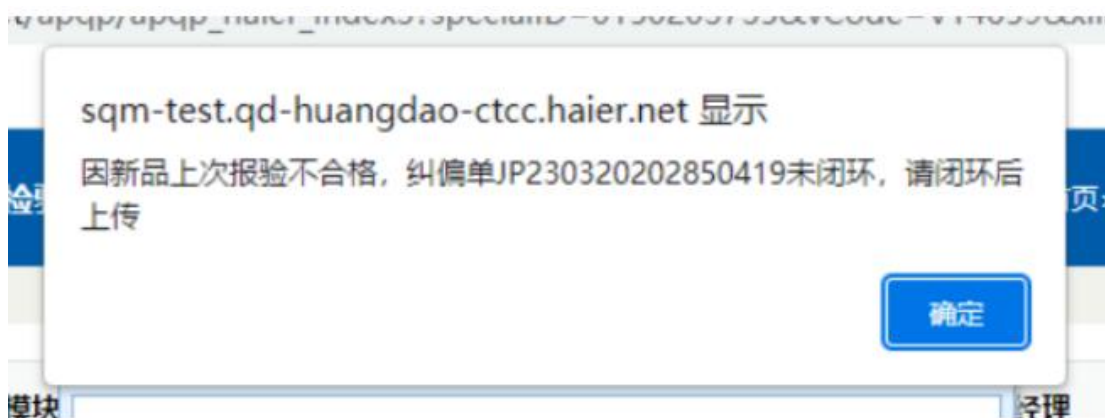 sqm-test.qd-huangdao-ctcc.haier.net 显示
因新品上次报验不合格，纠偏单JP230320202850419未闭环，请闭环后
上传
页
确定
模块
经理